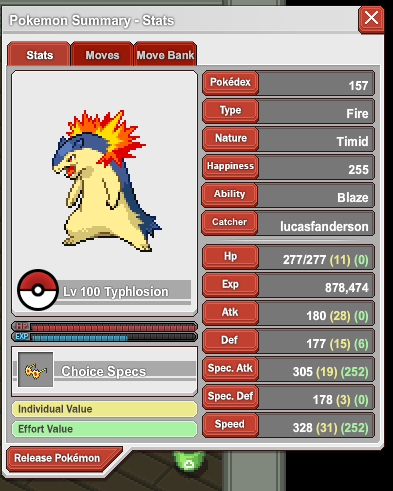 Pokemon Summary - Stats
Stats Moves Move Bank
Pokédex 157
Type Fire
Nature Timid
Happiness 255
Ability Blaze
Catcher lucasfanderson
Hp 277/277 (11) (0)
Exp 878,474
Atk 180 (28) (0)
Def 177 (15) (6)
Spec. Atk 305 (19) (252)
Spec. Def 178 (3) (0)
Speed 328 (31) (252)
Lv 100 Typhlosion
HP
EXP
Choice Specs
Individual Value
Effort Value
Release Pokémon